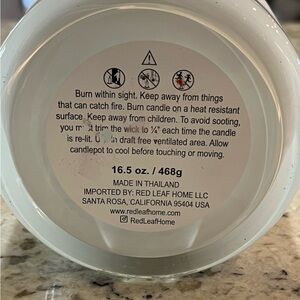 Burn within sight. Keep away from things
that can catch fire. Burn candle on a heat resistant
surface. Keep away from children. To avoid sooting,
you must trim the wick to ¼" each time the candle
is re-lit. in draft free ventilated area. Allow
candlepot to cool before touching or moving.
16.5 oz. / 468g
MADE IN THAILAND
IMPORTED BY: RED LEAF HOME LLC
SANTA ROSA, CALIFORNIA 95404 USA
www.redleafhome.com
RedLeafHome